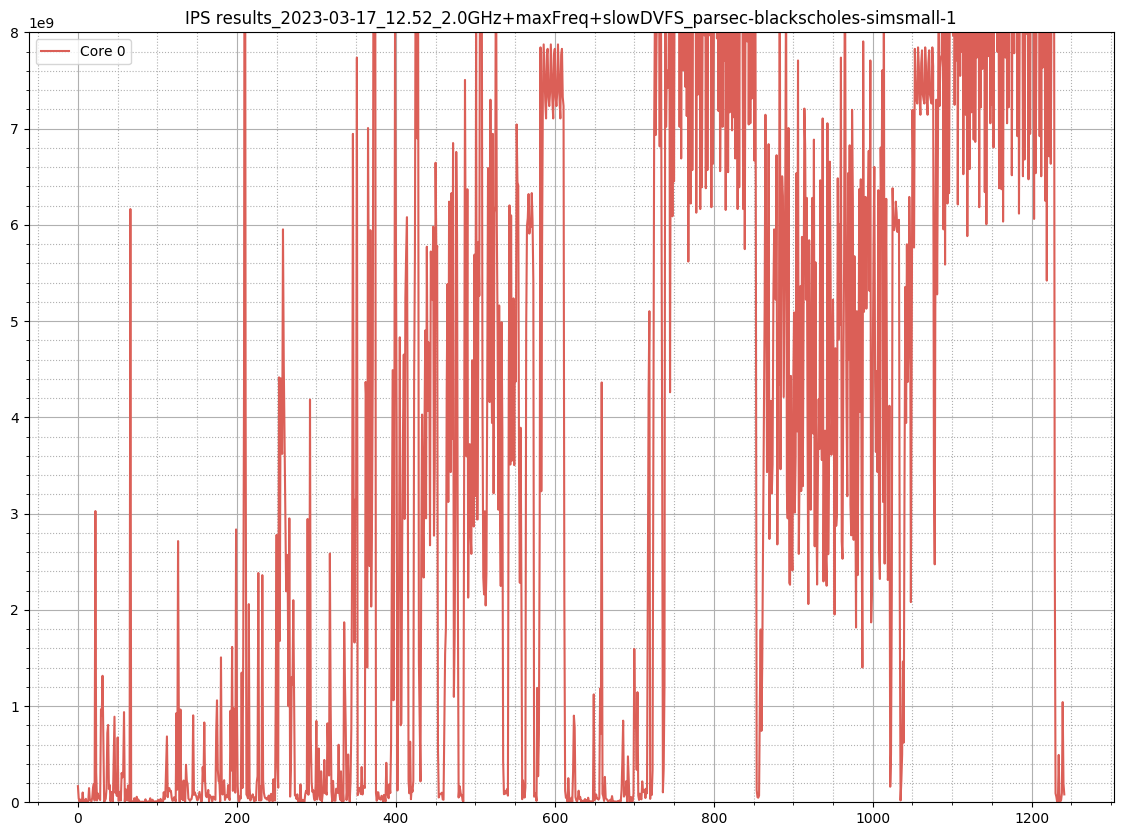 IPS results_2023-03-17_12.52_2.0GHz+maxFreq+slowDVFS_parsec-blackscholes-simsmall-1
1e9
Core 0
8
7
6
5
4
3
2
1
0
0 200 400 600 800 1000 1200